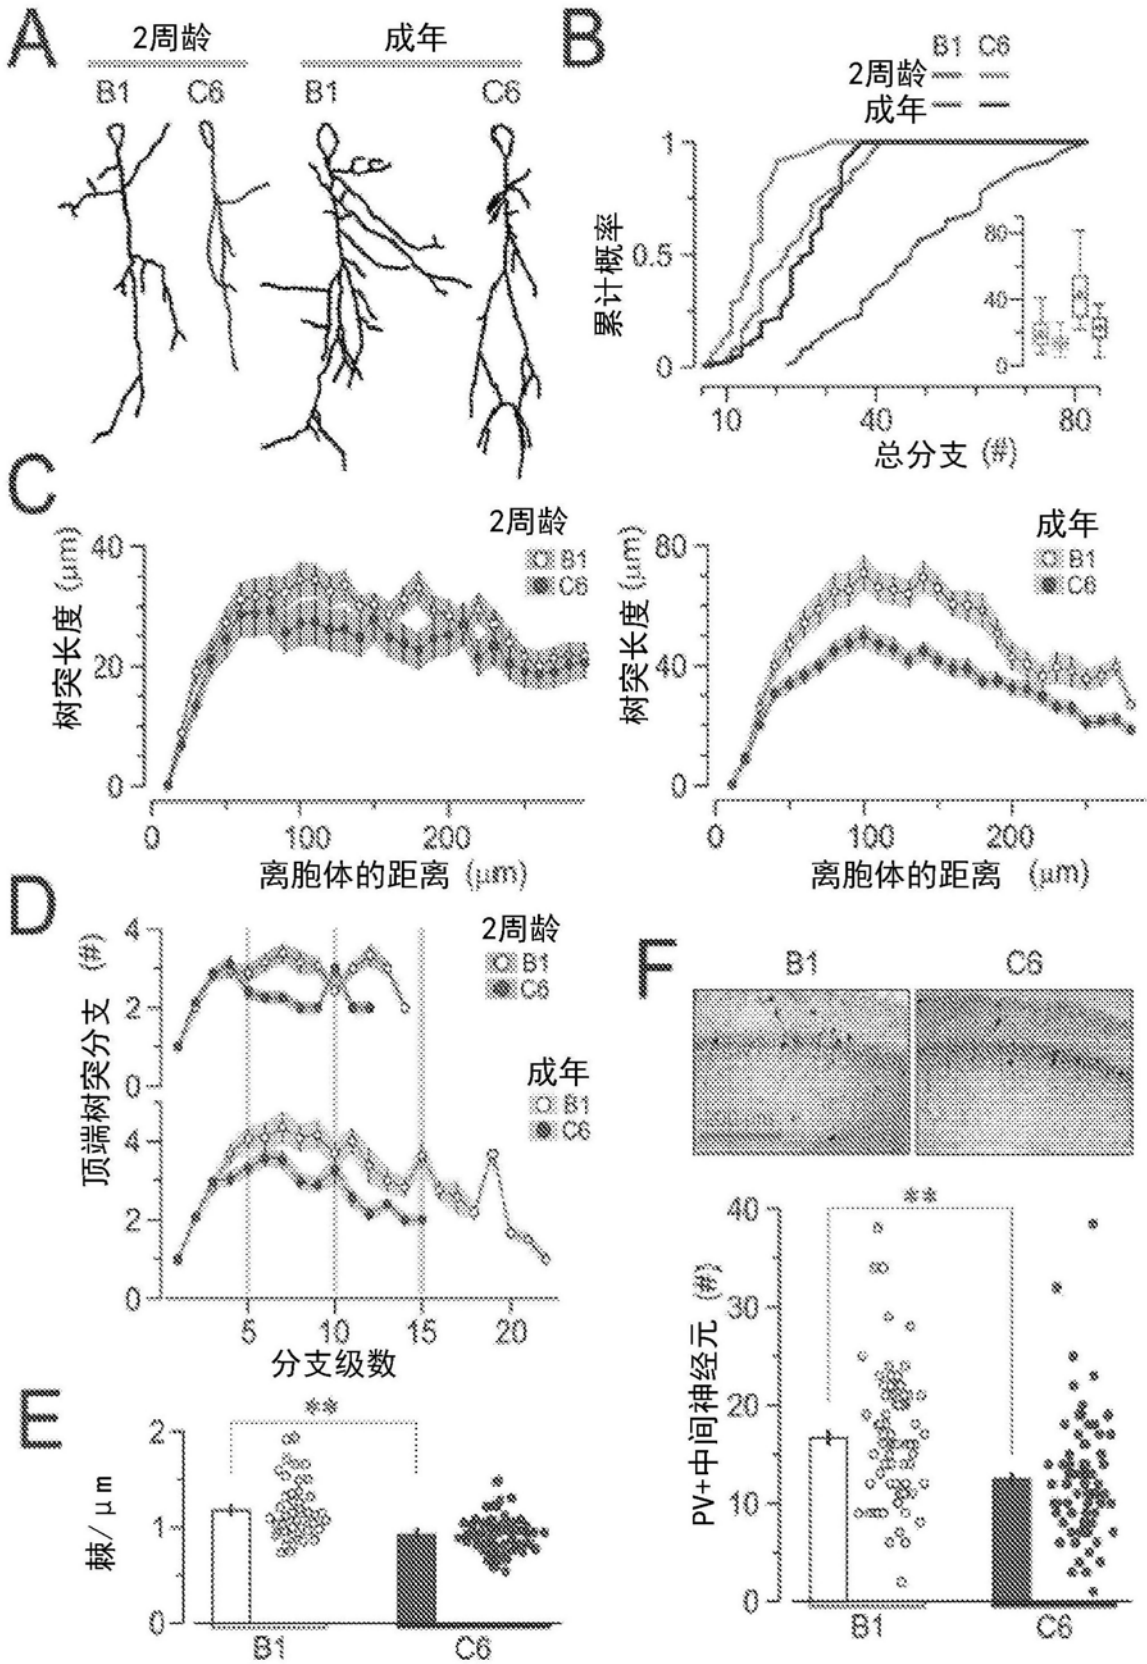 A
2周龄
成年
B1
C6
B1
C6
B
B1 C6
2周龄
成年
1
0.5
0
累计概率
80
40
0
10
40
80
总分支 (#)
C
2周龄
B1
C6
40
20
0
树突长度 (μm)
0
100
200
离胞体的距离 (μm)
成年
B1
C6
80
40
0
树突长度 (μm)
0
100
200
离胞体的距离 (μm)
D
2周龄
B1
C6
4
2
0
成年
B1
C6
4
2
0
顶端树突分支 (#)
5
10
15
20
分支级数
E
**
2
1
0
棘/μm
B1
C6
F
B1
C6
**
40
30
20
10
0
PV+中间神经元 (#)
B1
C6